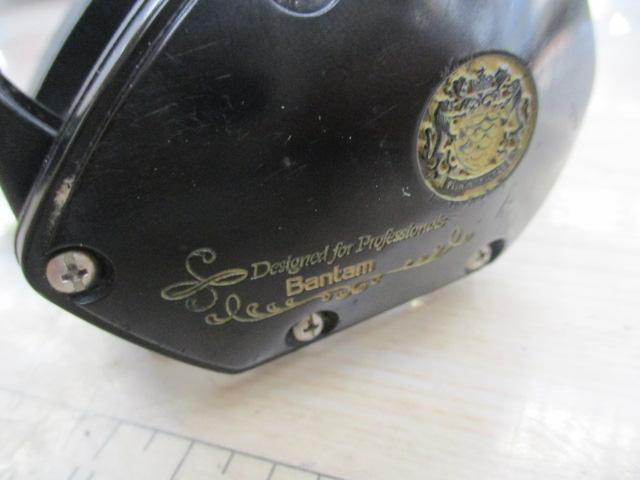 Designed for Professionals
Bantam